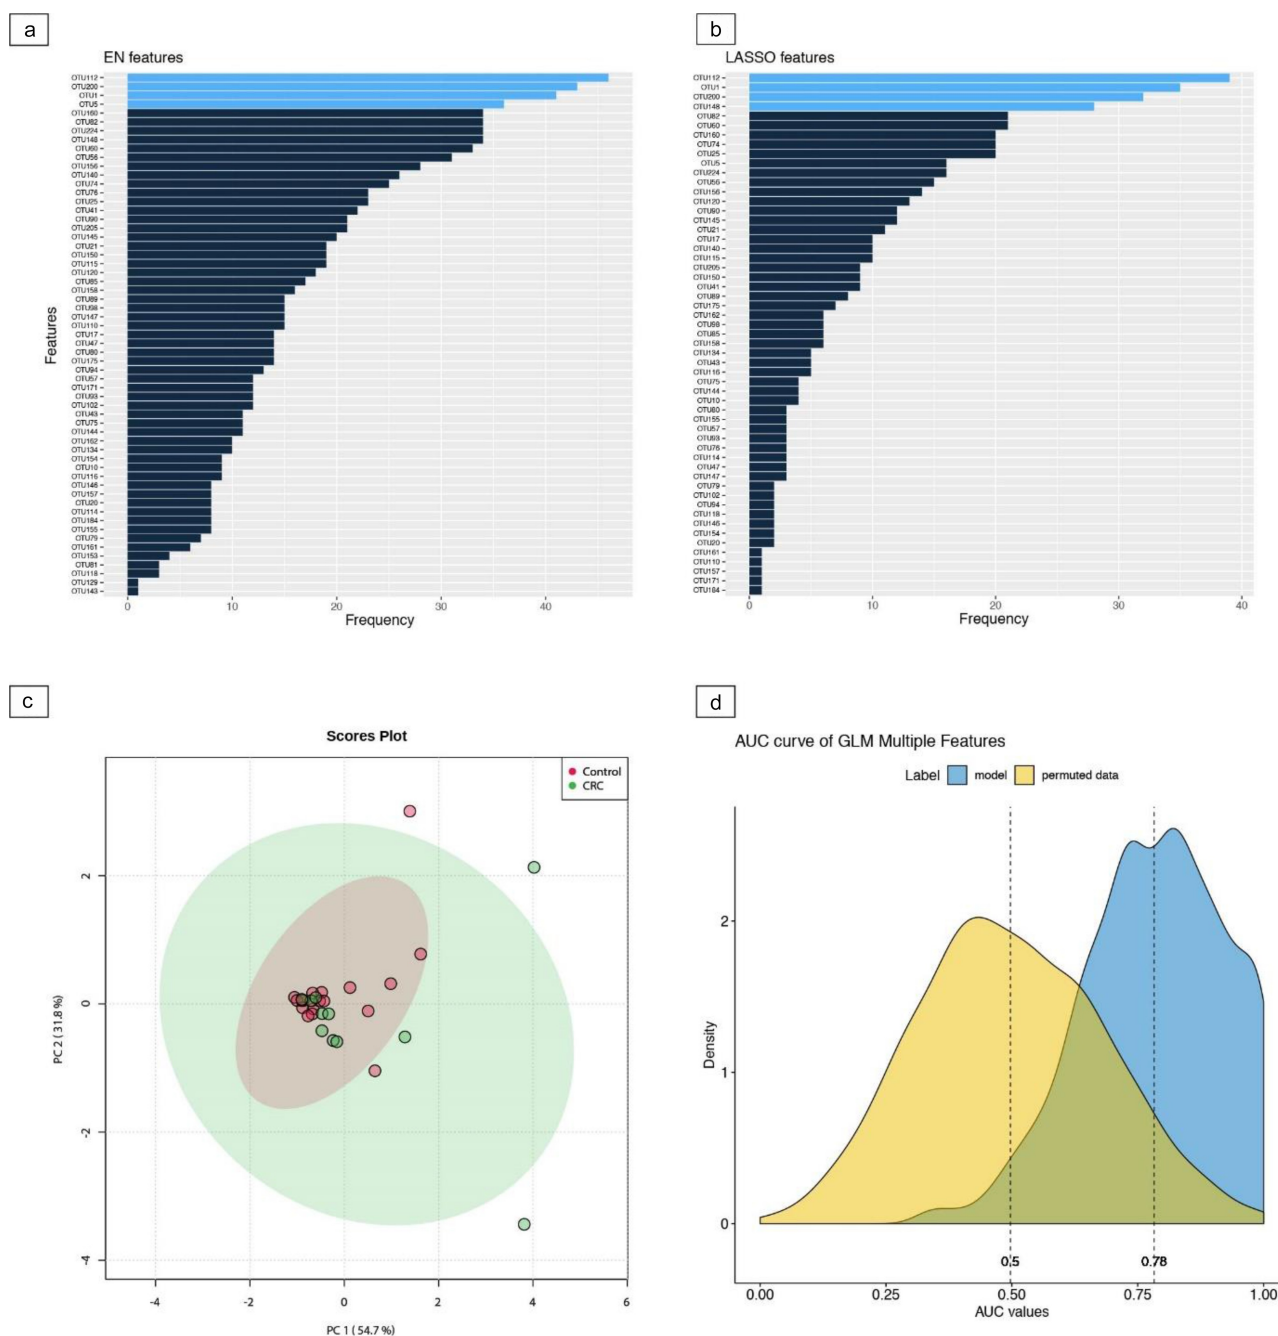 a
EN features
OTU112
OTU200
OTU1
OTU5
OTU160
OTU82
OTU224
OTU148
OTU60
OTU56
OTU156
OTU140
OTU74
OTU76
OTU25
OTU41
OTU90
OTU205
OTU145
OTU21
OTU150
OTU115
OTU120
OTU85
OTU158
OTU89
OTU98
OTU147
OTU110
OTU17
OTU47
OTU80
OTU175
OTU94
OTU57
OTU171
OTU93
OTU102
OTU43
OTU75
OTU144
OTU162
OTU134
OTU154
OTU10
OTU116
OTU146
OTU157
OTU20
OTU114
OTU184
OTU155
OTU79
OTU161
OTU153
OTU81
OTU118
OTU129
OTU143
Features
0 10 20 30 40
Frequency
b
LASSO features
OTU112
OTU1
OTU200
OTU148
OTU82
OTU60
OTU160
OTU74
OTU25
OTU5
OTU224
OTU56
OTU156
OTU120
OTU90
OTU145
OTU21
OTU17
OTU140
OTU115
OTU205
OTU150
OTU41
OTU89
OTU175
OTU162
OTU98
OTU85
OTU158
OTU134
OTU43
OTU116
OTU75
OTU144
OTU10
OTU80
OTU155
OTU57
OTU93
OTU76
OTU114
OTU47
OTU147
OTU79
OTU102
OTU94
OTU118
OTU146
OTU154
OTU20
OTU161
OTU110
OTU157
OTU171
OTU184
0 10 20 30 40
Frequency
c
Scores Plot
Control
CRC
2
0
-2
-4
PC 2 ( 31.8 %)
-4 -2 0 2 4 6
PC 1 ( 54.7 %)
d
AUC curve of GLM Multiple Features
Label model permuted data
2
1
0
Density
0.5 0.78
0.00 0.25 0.50 0.75 1.00
AUC values